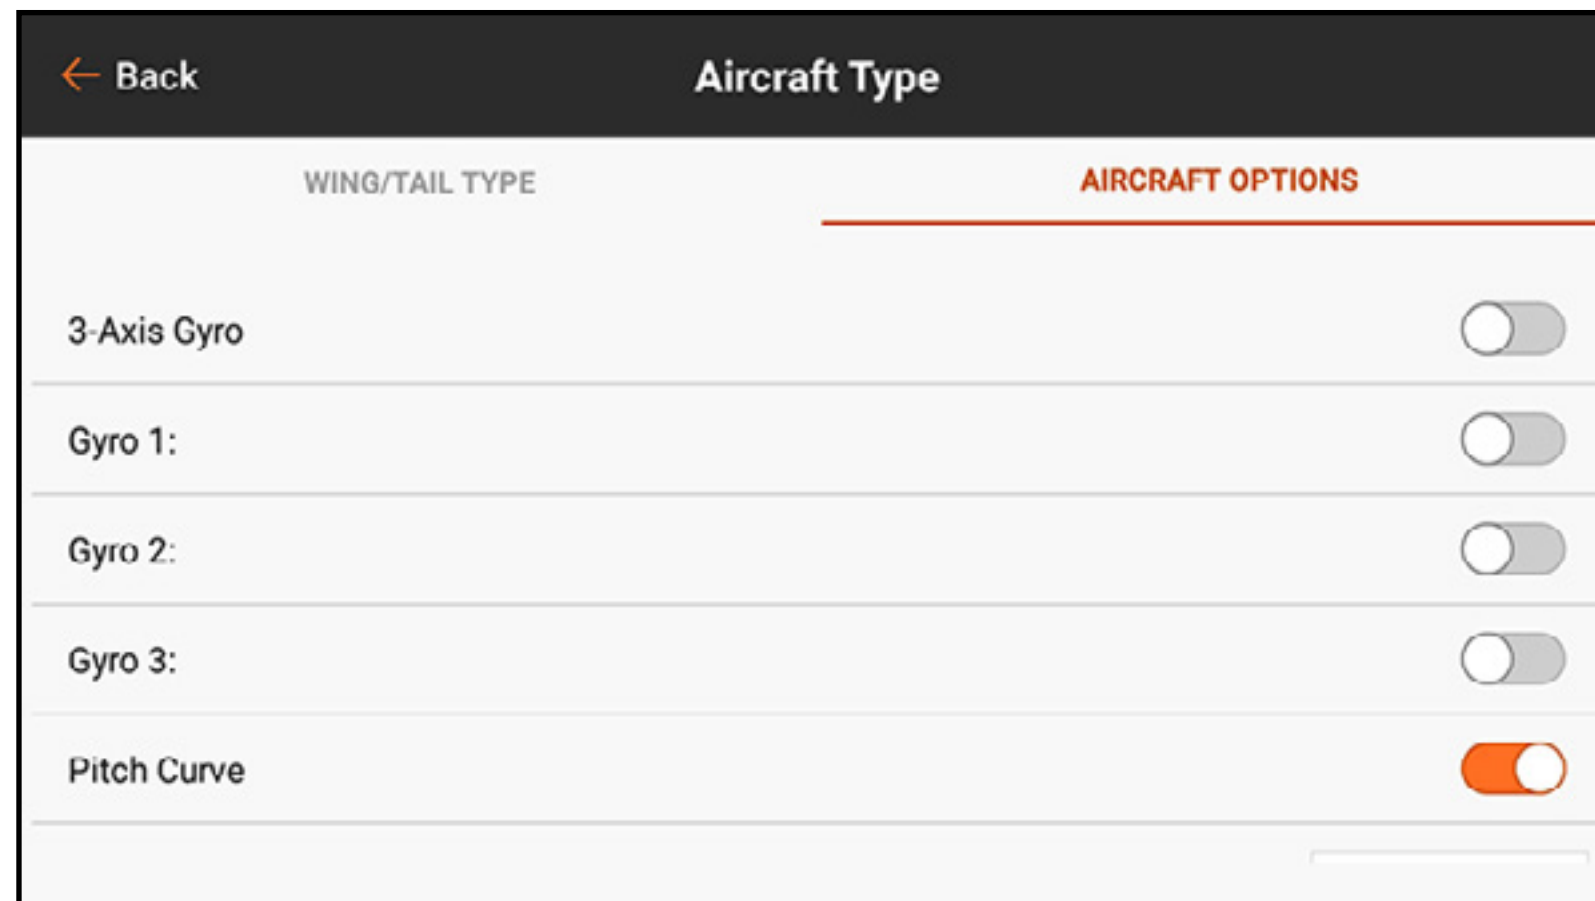 Back
Aircraft Type
WING/TAIL TYPE
AIRCRAFT OPTIONS
3-Axis Gyro
Gyro 1:
Gyro 2:
Gyro 3:
Pitch Curve